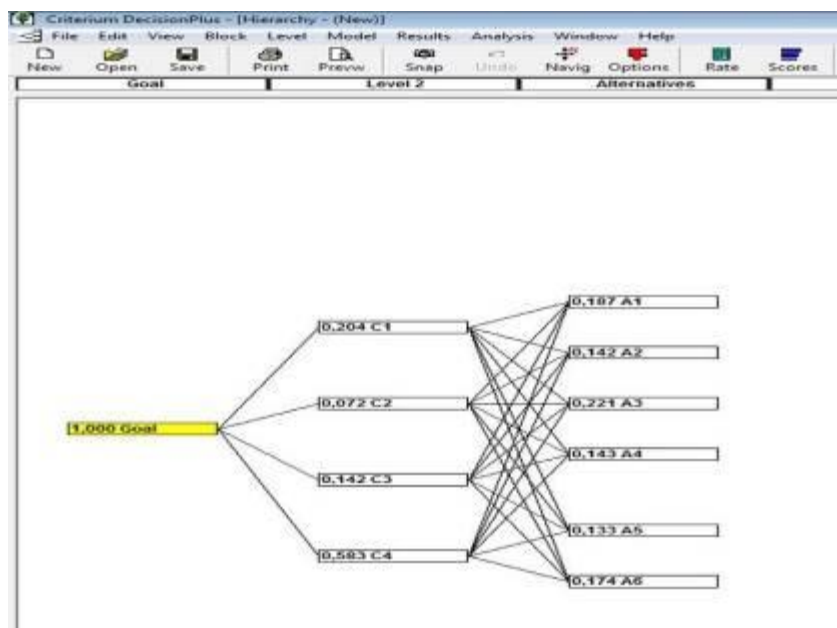 Criterium DecisionPlus - [Hierarchy - (New)]
File Edit View Block Level Model Results Analysis Window Help
New Open Save Print Prevw Snap Undo Navig Options Rate Scores
Goal Level 2 Alternatives
0,187 A1
0,204 C1
0,142 A2
0,072 C2
0,221 A3
1,000 Goal
0,143 A4
0,142 C3
0,133 A5
0,583 C4
0,174 A6